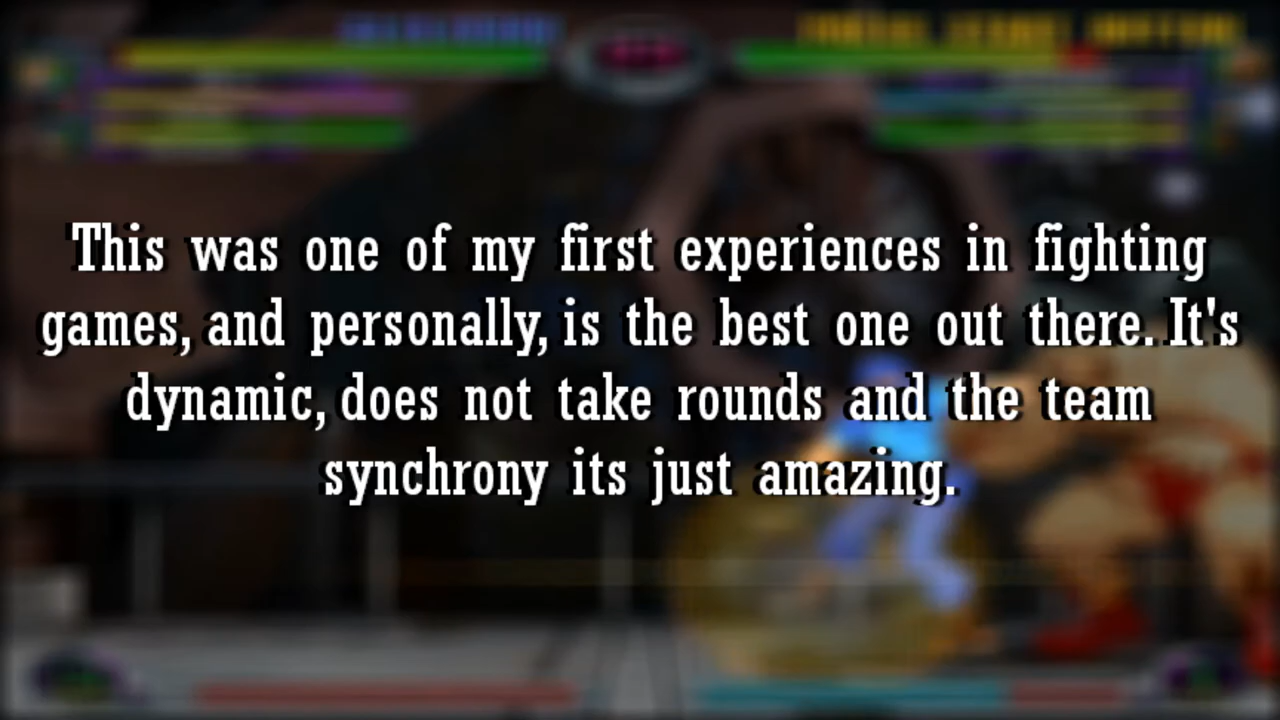 This was one of my first experiences in fighting
games, and personally, is the best one out there. It's
dynamic, does not take rounds and the team
synchrony its just amazing.